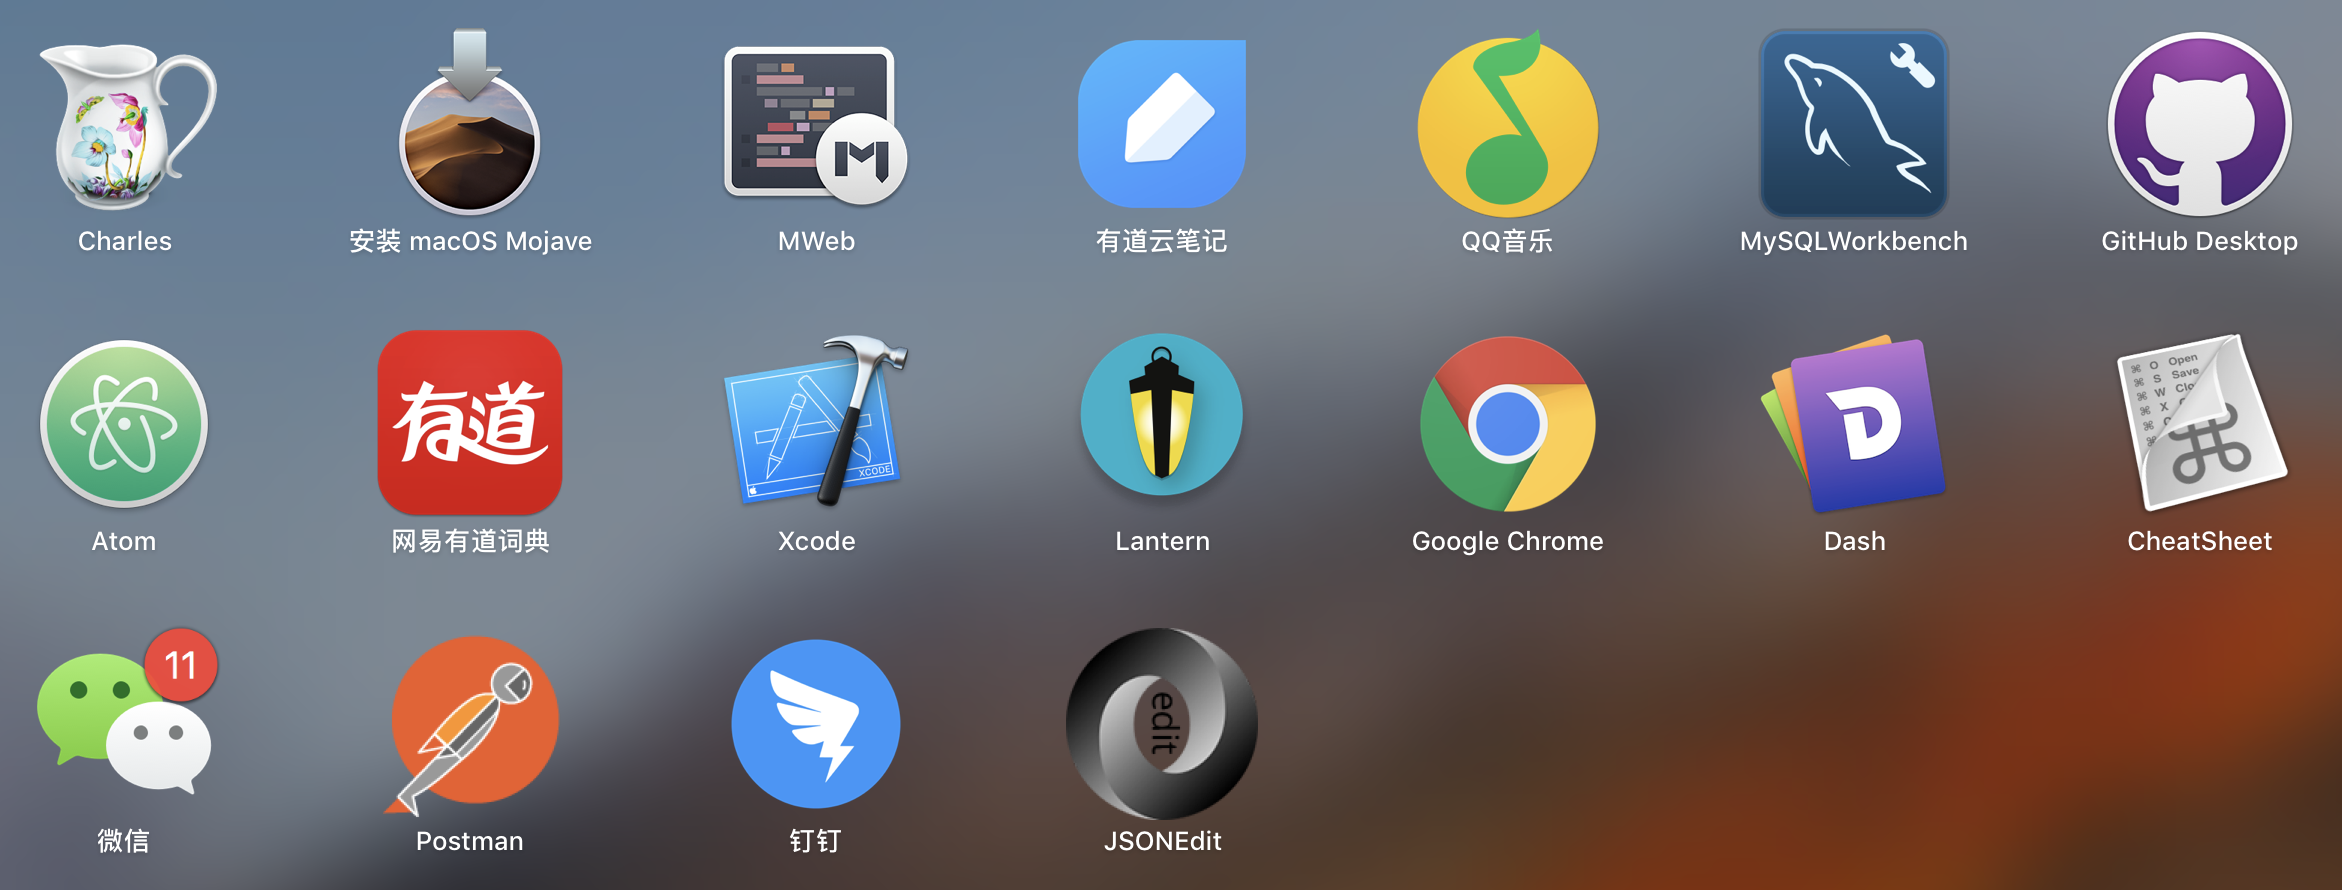 Charles
安装 macOS Mojave
MWeb
有道云笔记
QQ音乐
MySQLWorkbench
GitHub Desktop
有道
XCODE
D
⌘ O Open
⌘ S Save
⌘ W Clo
⌘ X
⌘
Atom
网易有道词典
Xcode
Lantern
Google Chrome
Dash
CheatSheet
11
edit
微信
Postman
钉钉
JSONEdit